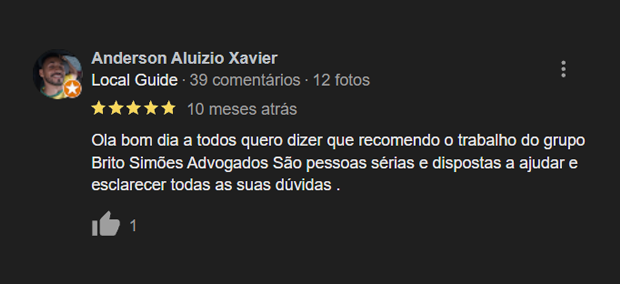 Anderson Aluizio Xavier
Local Guide · 39 comentários · 12 fotos
10 meses atrás
Ola bom dia a todos quero dizer que recomendo o trabalho do grupo
Brito Simões Advogados São pessoas sérias e dispostas a ajudar e
esclarecer todas as suas dúvidas .
1